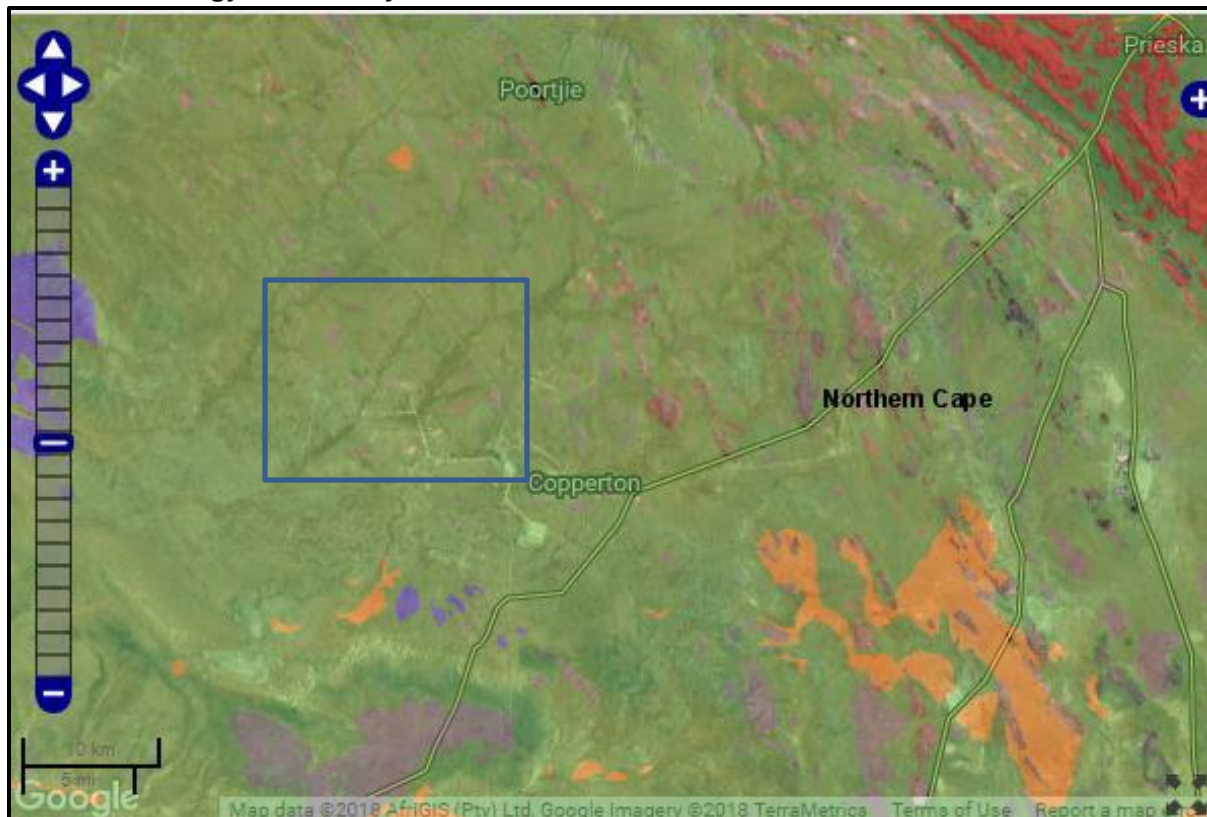 Prieska
Poortjie
Northern Cape
Copperton
10 km
5 mi
Google
Map data ©2018 AfriGIS (Pty) Ltd, Google Imagery ©2018 TerraMetrics Terms of Use Report a map error